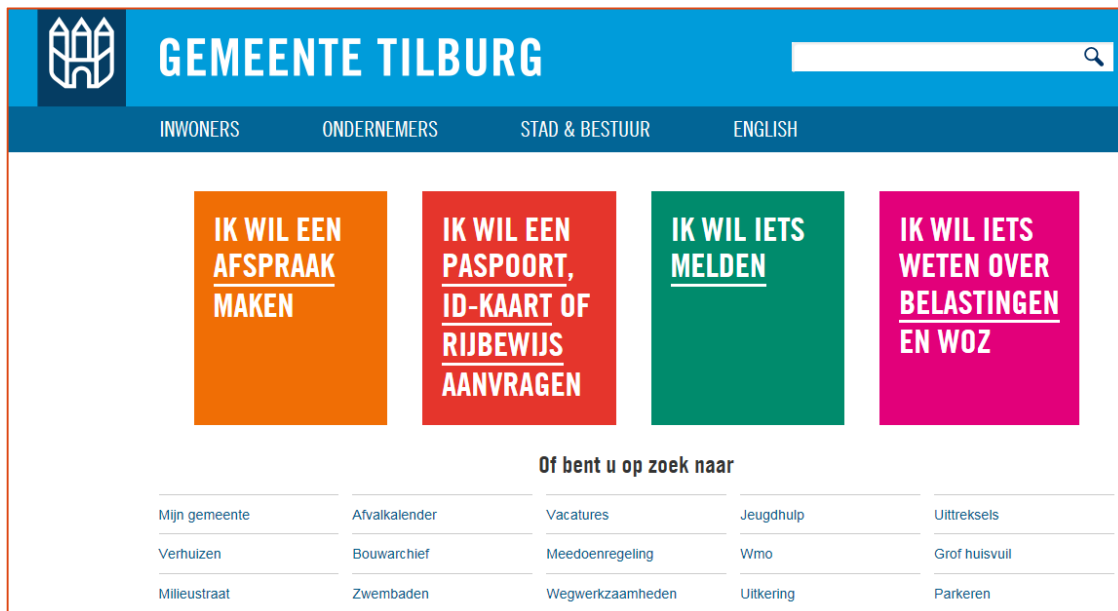 GEMEENTE TILBURG
INWONERS ONDERNEMERS STAD & BESTUUR ENGLISH
IK WIL EEN
AFSPRAAK
MAKEN
IK WIL EEN
PASPOORT,
ID-KAART OF
RIJBEWIJS
AANVRAGEN
IK WIL IETS
MELDEN
IK WIL IETS
WETEN OVER
BELASTINGEN
EN WOZ
Of bent u op zoek naar
Mijn gemeente Afvalkalender Vacatures Jeugdhulp Uittreksels
Verhuizen Bouwarchief Meedoenregeling Wmo Grof huisvuil
Milieustraat Zwembaden Wegwerkzaamheden Uitkering Parkeren